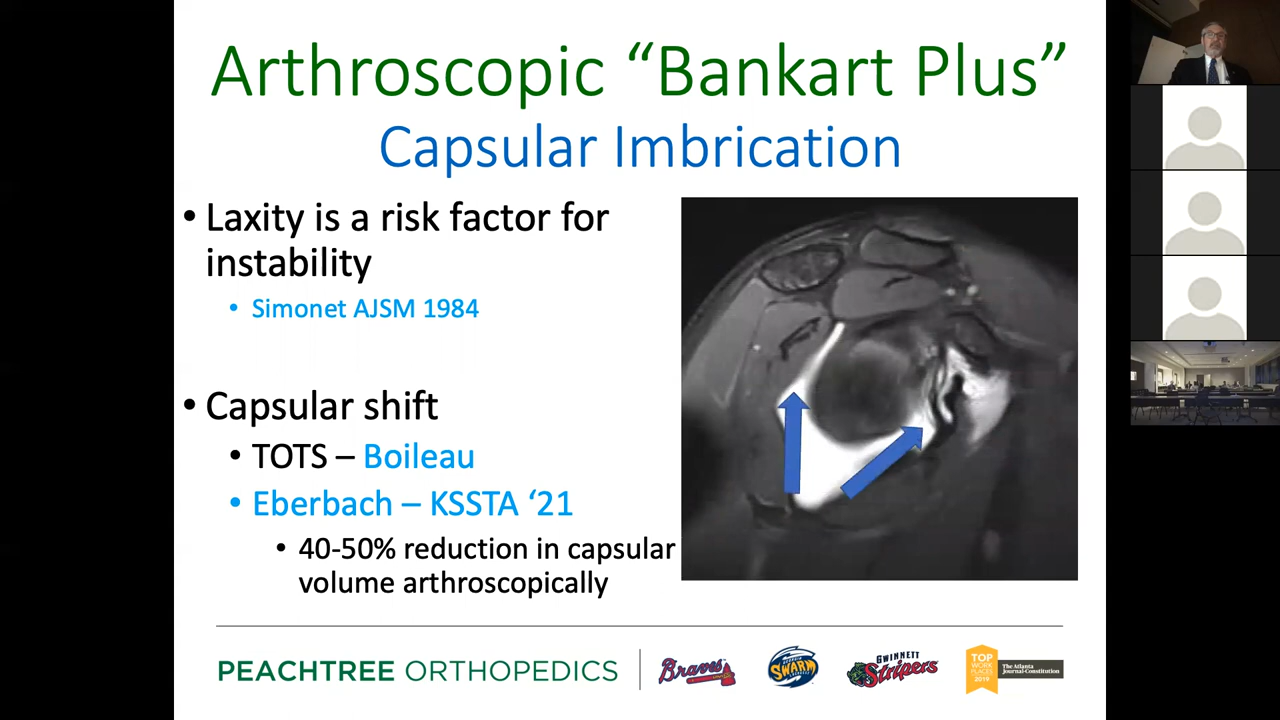 Arthroscopic “Bankart Plus”
Capsular Imbrication
• Laxity is a risk factor for
instability
• Simonet AJSM 1984
• Capsular shift
• TOTS – Boileau
• Eberbach – KSSTA ‘21
• 40-50% reduction in capsular
volume arthroscopically
PEACHTREE ORTHOPEDICS
Braves
SWARM
GWINNETT
Stripers
TOP
WORK
PLACES
2019
The Atlanta
Journal-Constitution